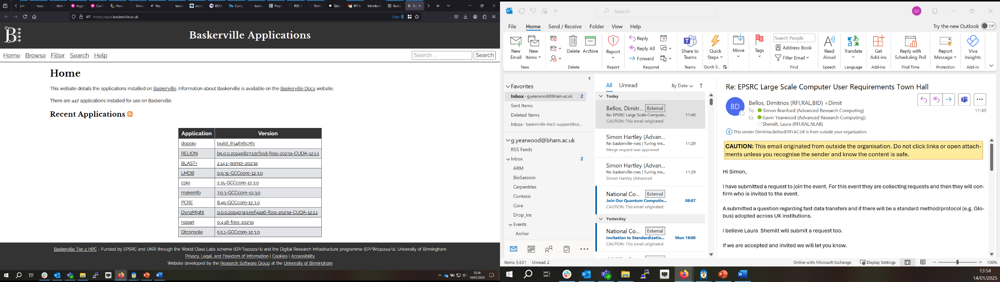 https://apps.baskerville.ac.uk
User
Baskerville Applications
Home Browse Filter Search Help
Search ... Search
Home
This website details the applications installed on Baskerville. Information about Baskerville is available on the Baskerville Docs website.
There are 447 applications installed for use on Baskerville.
Recent Applications
Application Version
doppio build_8348165761
RELION b5.0.0.20240827.12cf15d-foss-2023a-CUDA-12.1.1
BLAST+ 2.14.1-gompi-2023a
LMDB 0.9.31-GCCcore-12.3.0
cpio 2.15-GCCcore-12.3.0
makeinfo 7.0.3-GCCcore-12.3.0
PCRE 8.45-GCCcore-12.3.0
DynaMight 0.0.0.20240319.eef4aa6-foss-2023a-CUDA-12.1.1
napari 0.4.18-foss-2023a
Qtconsole 5.5.1-GCCcore-12.3.0
Baskerville Tier 2 HPC - Funded by EPSRC and UKRI through the World Class Labs scheme (EP/T022221/1) and the Digital Research Infrastructure programme (EP/W032244/1), University of Birmingham
Privacy, Legal, and Freedom of Information | Cookies | Accessibility
Website developed by the Research Software Group at the University of Birmingham
13:54
14/01/2025
Search
GY
File Home Send / Receive Folder View Help
Try the new Outlook Off
New Email
New Items
New
Delete
Archive
Delete
Report
Report
Reply
Reply All
Forward
Respond
Share to Teams
Teams
Quick Steps
Quick S...
Move
Tags
Search People
Address Book
Filter Email
Find
Read Aloud
Speech
Translate
Language
Get Add-ins
Add-ins
Reply with Scheduling Poll
Find Time
Report Message
Protection
Viva Insights
Add-in
Favorites
Inbox - g.yearwood@bham.ac.uk 2
Sent Items
Deleted Items
Inbox - baskerville-tier2-support@co...
g.yearwood@bham.ac.uk
RSS Feeds
Inbox 2
ARM
BioSession
Carpentries
Contesis
Core
Drop_Ins
Events
Archer
All Unread By Date
Today
Bellos, Dimitr... External
Re: EPSRC Large Scale Compute... 11:40
CAUTION: This email originated
Simon Hartley (Advan...
Re: baskerville-rses | Turing me... 11:29
Merge request was approved
Simon Hartley (Advan...
Re: baskerville-rses | Turing me... 11:29
Simon Hartley (Advanced
National Co... External
Join Our Quantum Computin... 08:07
CAUTION: This email originated
Yesterday
National Co... External
Invitation to Standardizatio... Mon 19:00
CAUTION: This email originated
Re: EPSRC Large Scale Computer User Requirements Town Hall
BD
Bellos, Dimitrios (RFI,RAL,BID) <Dimit
To Simon Branford (Advanced Research Computing)
11:40
Cc Gavin Yearwood (Advanced Research Computing);
Shemilt, Laura (RFI,RAL,NLAB)
This sender Dimitrios.Bellos@RFI.AC.UK is from outside your organization.
CAUTION: This email originated from outside the organisation. Do not click links or open attach-
ments unless you recognise the sender and know the content is safe.
Hi Simon,
I have submitted a request to join the event. For this event they are collecting requests and then they will con-
firm who is invited to the event.
A submitted a question regarding fast data transfers and if there will be a standard method/protocol (e.g. Glo-
bus) adopted across UK institutions.
I believe Laura Shemilt will submit a request too.
If we are accepted and invited we will let you know.
Items: 5,631 Unread: 2
Online with: Microsoft Exchange Display Settings 100%
13:54
14/01/2025